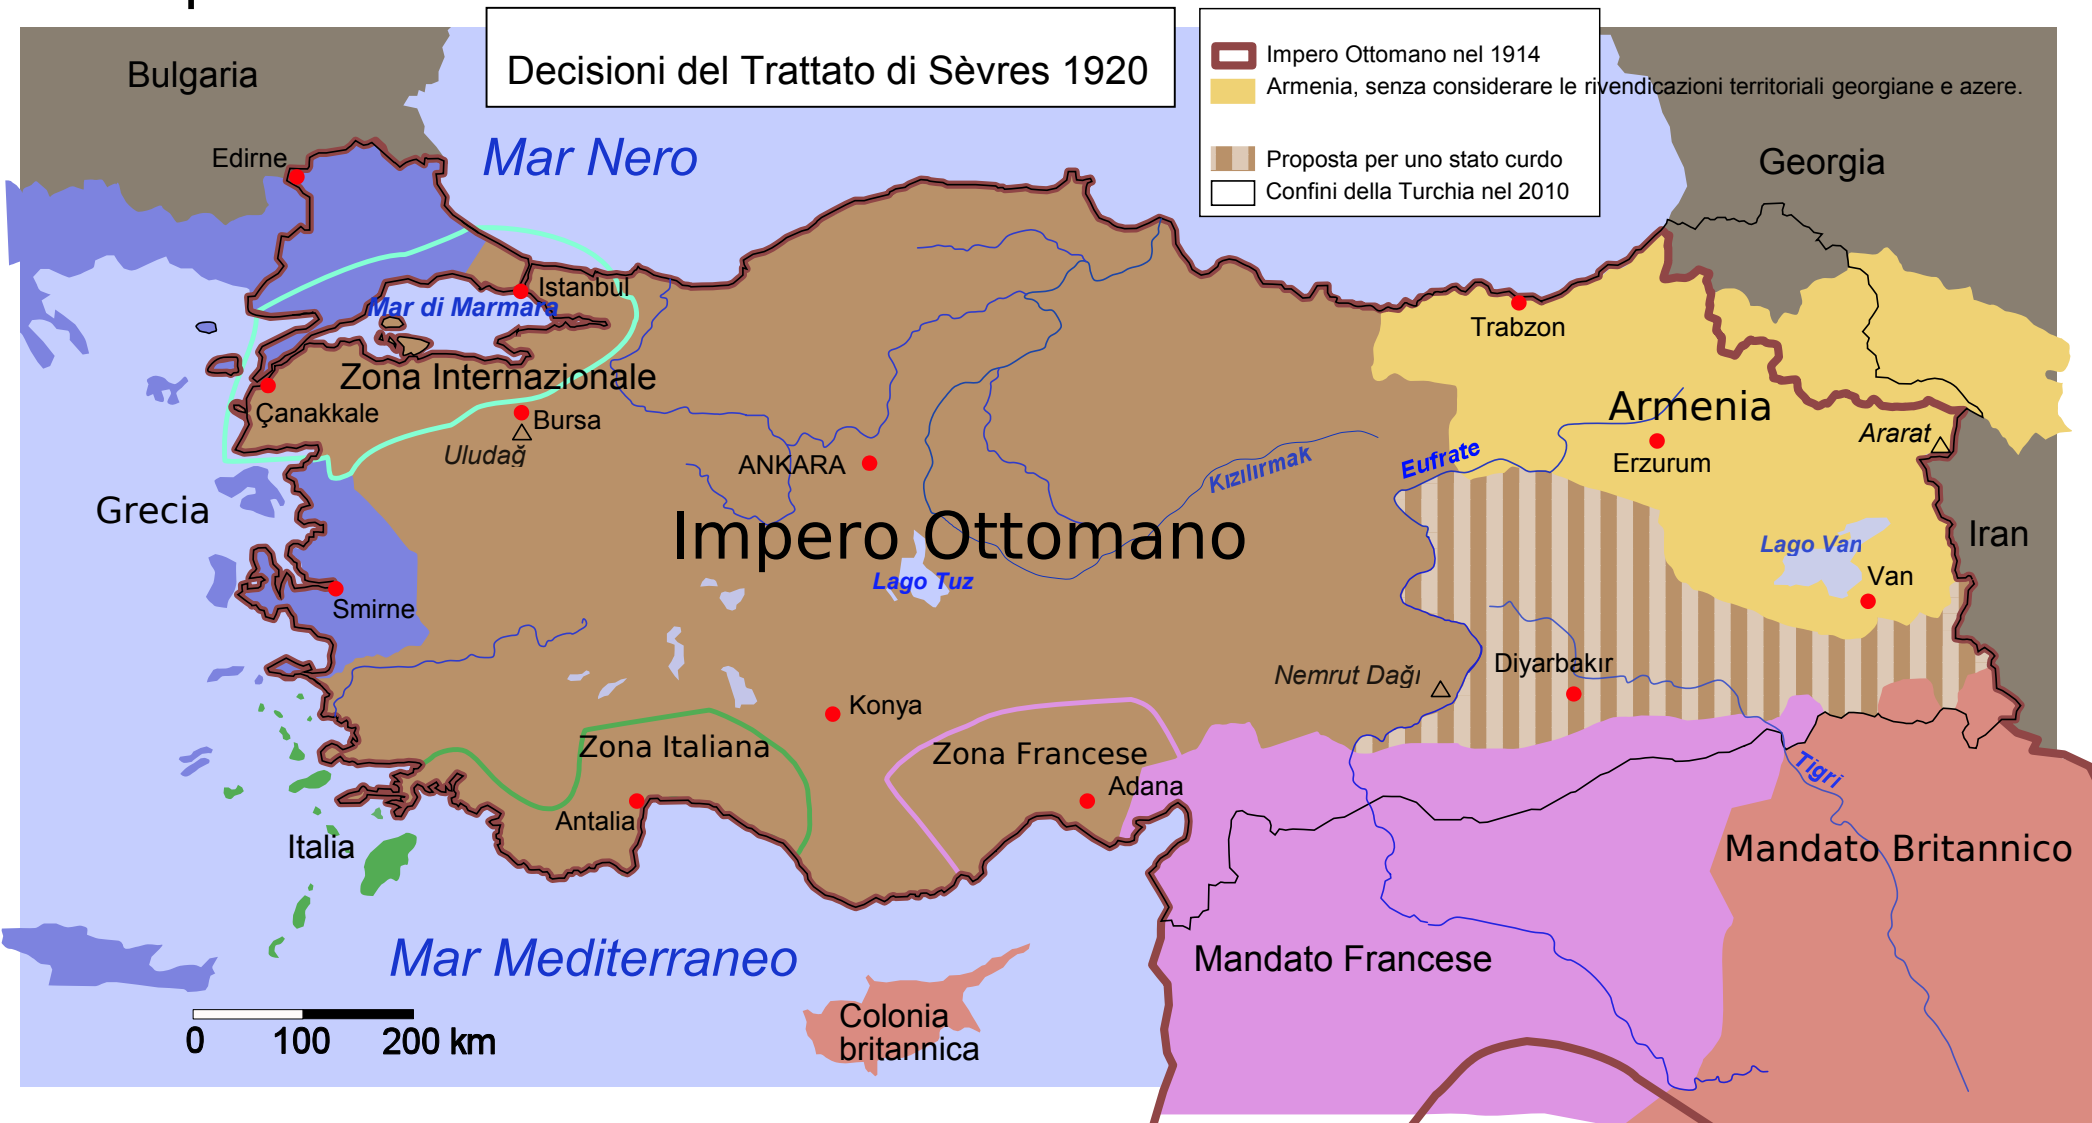 Decisioni del Trattato di Sèvres 1920
Impero Ottomano nel 1914
Armenia, senza considerare le rivendicazioni territoriali georgiane e azere.
Proposta per uno stato curdo
Confini della Turchia nel 2010
Bulgaria
Edirne
Mar Nero
Georgia
Istanbul
Mar di Marmara
Trabzon
Zona Internazionale
Çanakkale
Bursa
Uludağ
Armenia
Ararat
Erzurum
ANKARA
Eufrate
Kızılırmak
Grecia
Impero Ottomano
Iran
Lago Van
Van
Lago Tuz
Smirne
Nemrut Dağı
Diyarbakır
Konya
Zona Italiana
Zona Francese
Adana
Tigri
Antalia
Italia
Mandato Britannico
Mar Mediterraneo
Mandato Francese
Colonia
britannica
0 100 200 km